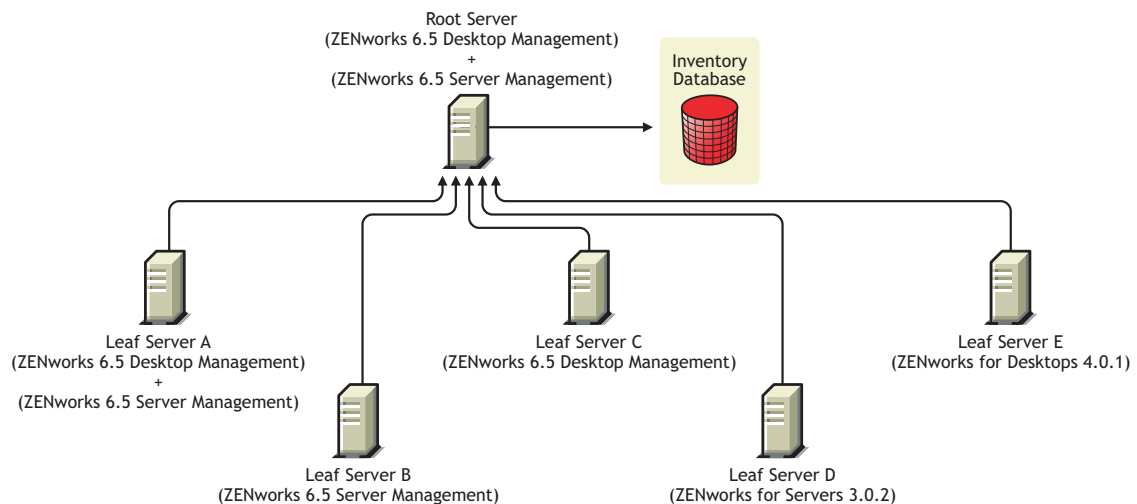 Root Server
(ZENworks 6.5 Desktop Management)
+
(ZENworks 6.5 Server Management)
Inventory
Database
Leaf Server A
(ZENworks 6.5 Desktop Management)
+
(ZENworks 6.5 Server Management)
Leaf Server C
(ZENworks 6.5 Desktop Management)
Leaf Server E
(ZENworks for Desktops 4.0.1)
Leaf Server B
(ZENworks 6.5 Server Management)
Leaf Server D
(ZENworks for Servers 3.0.2)